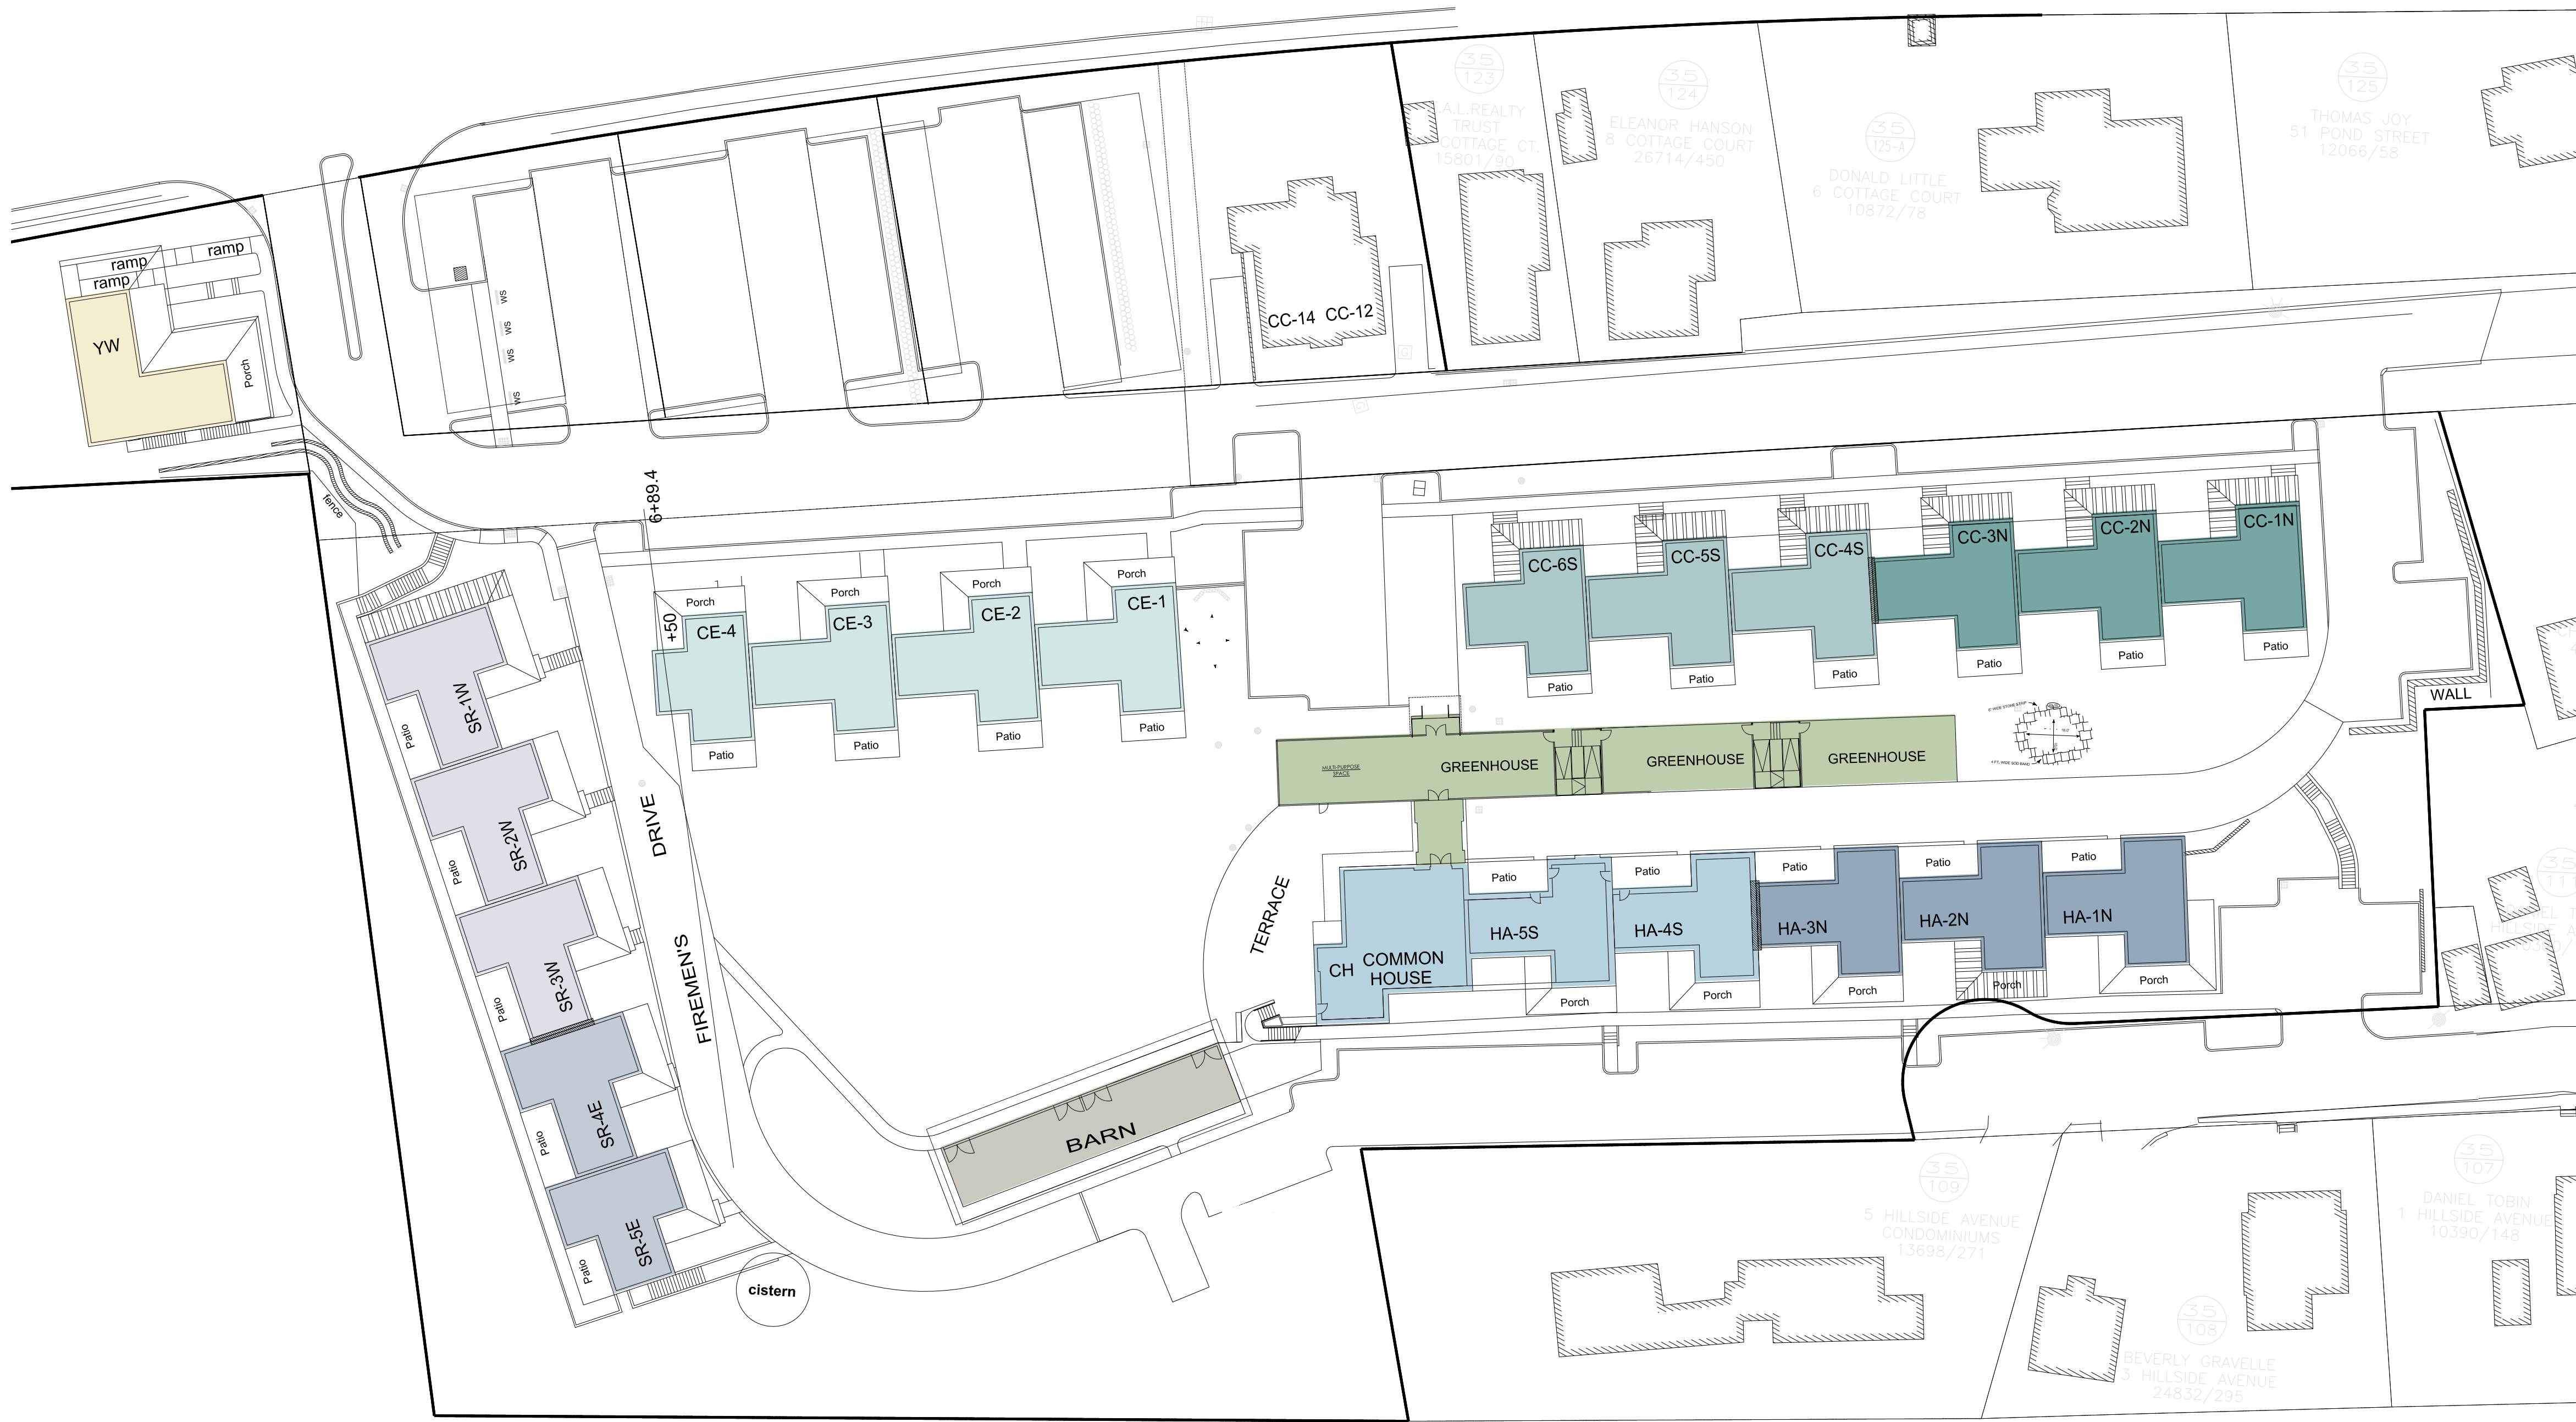 35
123
A.L.REALTY
TRUST
COTTAGE CT.
15801/90
35
124
ELEANOR HANSON
8 COTTAGE COURT
26714/450
35
125-A
DONALD LITTLE
6 COTTAGE COURT
10872/78
35
125
THOMAS JOY
51 POND STREET
12066/58
ramp
ramp
ramp
YW
Porch
fence
WS
WS
WS
WS
CC-14 CC-12
G
6+89.4
+50
Porch
Porch
Porch
Porch
CE-4
CE-3
CE-2
CE-1
Patio
Patio
Patio
Patio
CC-6S
CC-5S
CC-4S
CC-3N
CC-2N
CC-1N
Patio
Patio
Patio
Patio
Patio
Patio
WALL
SR-1W
SR-2W
SR-3W
SR-4E
SR-5E
Patio
Patio
Patio
Patio
Patio
FIREMEN'S DRIVE
MULTI-PURPOSE
SPACE
GREENHOUSE
GREENHOUSE
GREENHOUSE
TERRACE
Patio
Patio
Patio
Patio
Patio
CH
COMMON
HOUSE
HA-5S
HA-4S
HA-3N
HA-2N
HA-1N
Porch
Porch
Porch
Porch
Porch
BARN
cistern
35
109
5 HILLSIDE AVENUE
CONDOMINIUMS
13698/271
35
108
BEVERLY GRAVELLE
3 HILLSIDE AVENUE
24832/295
35
107
DANIEL TOBIN
1 HILLSIDE AVENUE
10390/148
35